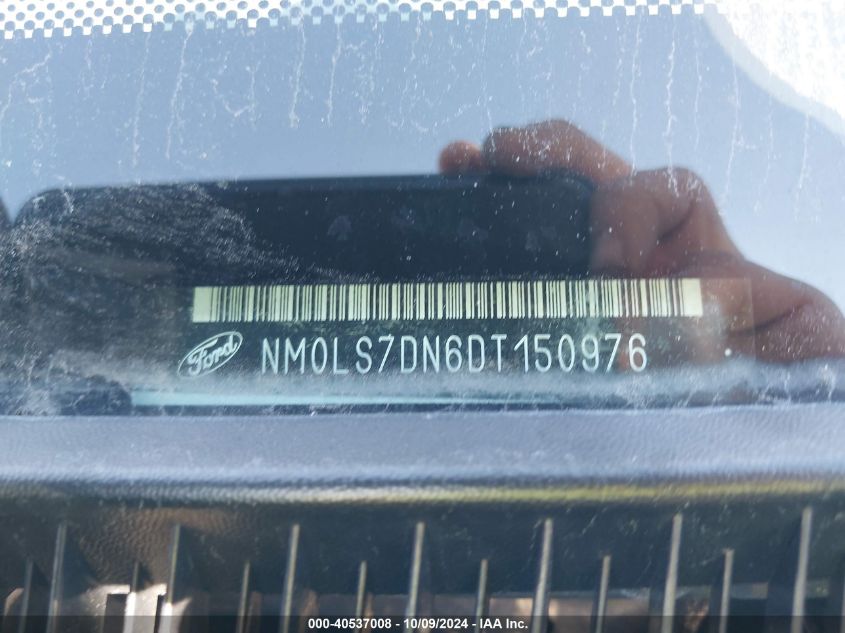 Ford NM0LS7DN6DT150976
000-40537008 - 10/09/2024 - IAA Inc.